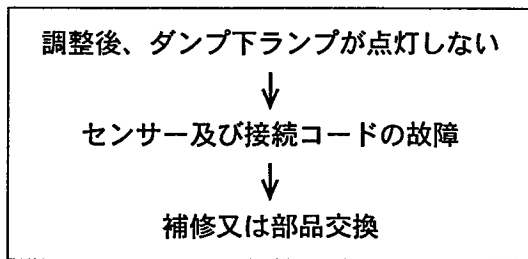 調整後、ダンプ下ランプが点灯しない
↓
センサー及び接続コードの故障
↓
補修又は部品交換